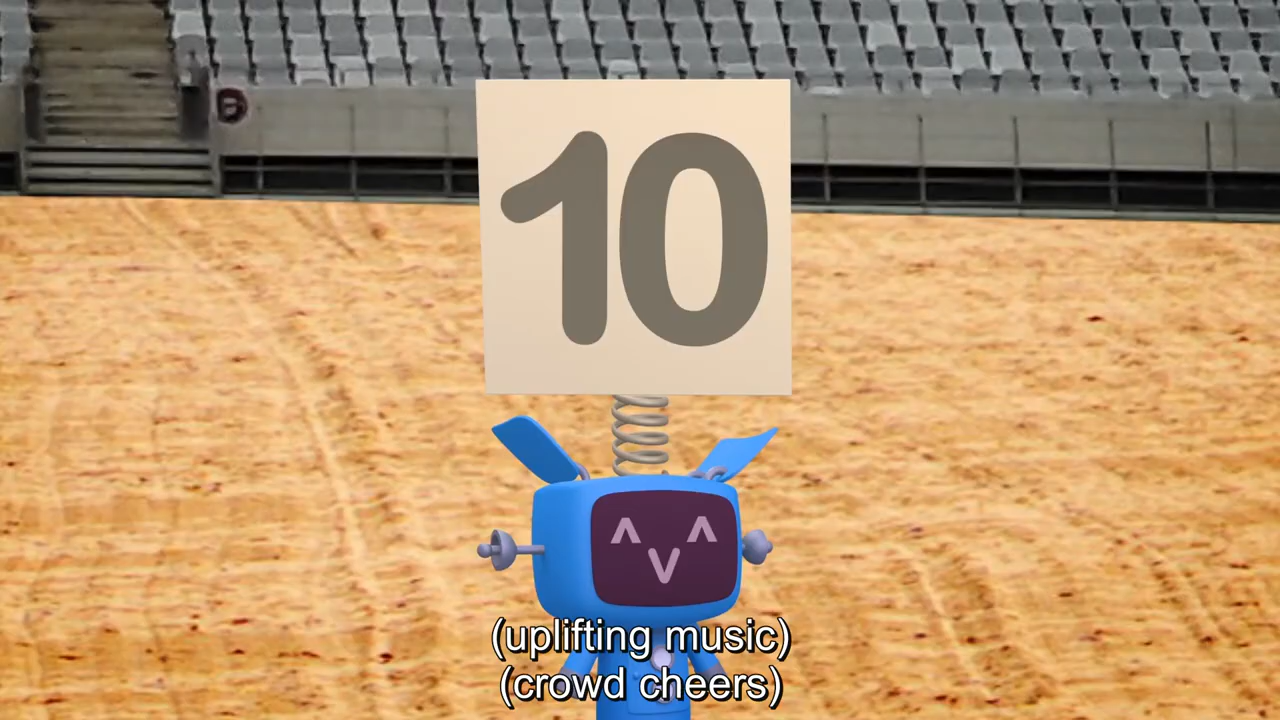 10
^ ^
v
(uplifting music)
(crowd cheers)